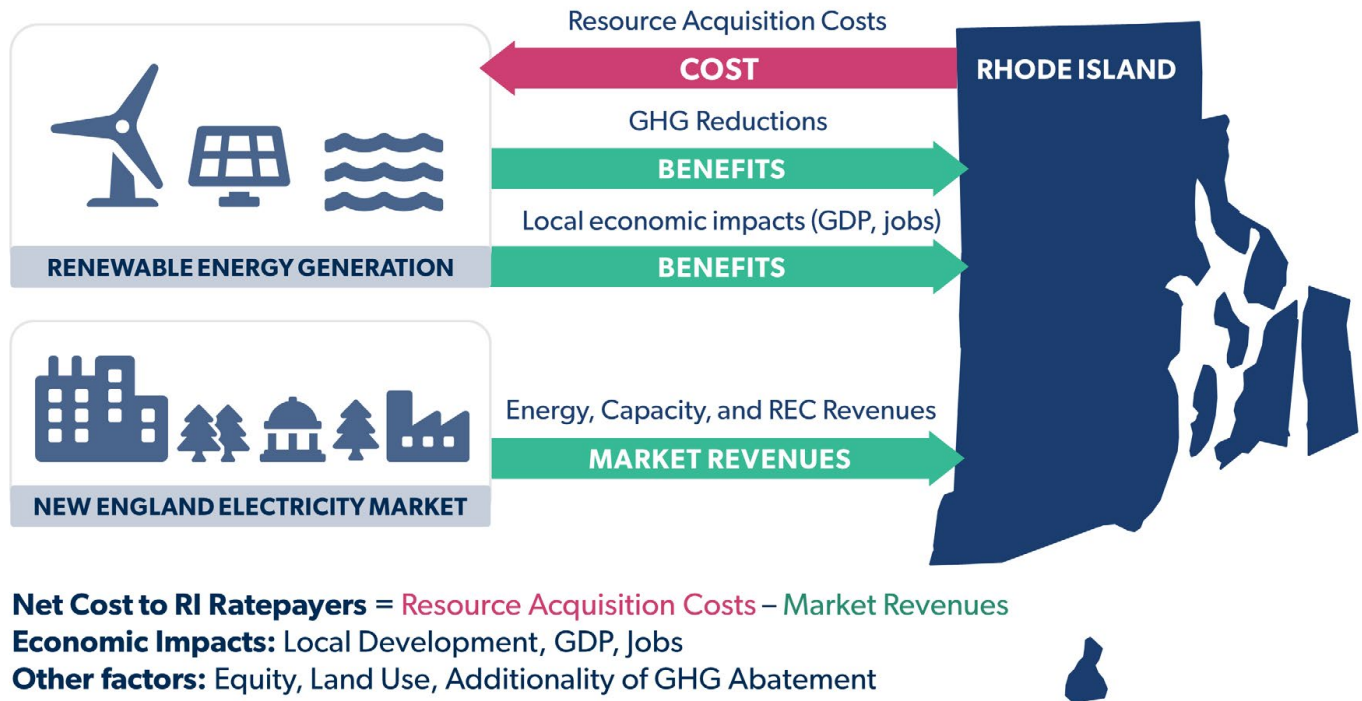 Resource Acquisition Costs
COST
RHODE ISLAND
GHG Reductions
BENEFITS
Local economic impacts (GDP, jobs)
RENEWABLE ENERGY GENERATION
BENEFITS
Energy, Capacity, and REC Revenues
MARKET REVENUES
NEW ENGLAND ELECTRICITY MARKET
Net Cost to RI Ratepayers = Resource Acquisition Costs – Market Revenues
Economic Impacts: Local Development, GDP, Jobs
Other factors: Equity, Land Use, Additionality of GHG Abatement